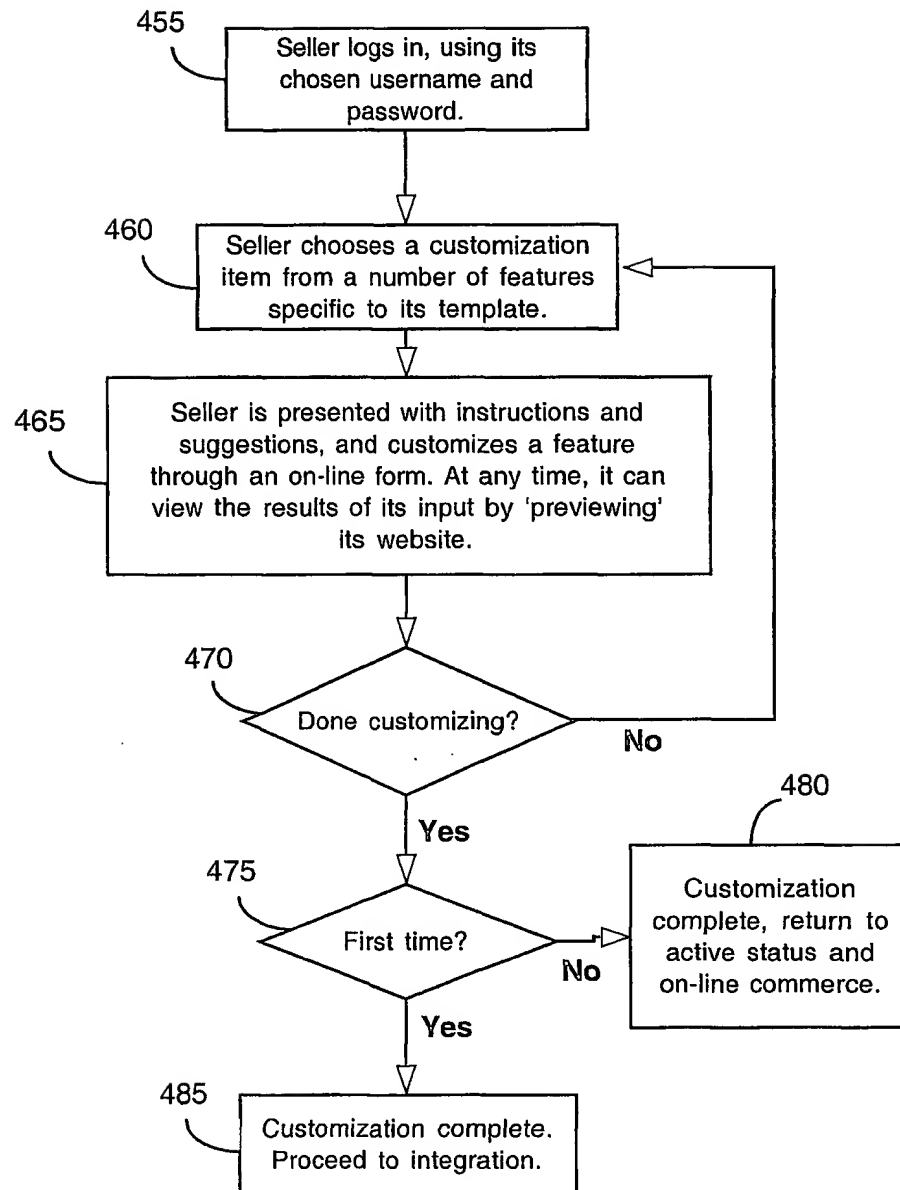 455
Seller logs in, using its
chosen username and
password.
460
Seller chooses a customization
item from a number of features
specific to its template.
465
Seller is presented with instructions and
suggestions, and customizes a feature
through an on-line form. At any time, it can
view the results of its input by ‘previewing’
its website.
470
Done customizing?
No
Yes
480
475
First time?
No
Customization
complete, return to
active status and
on-line commerce.
Yes
485
Customization complete.
Proceed to integration.